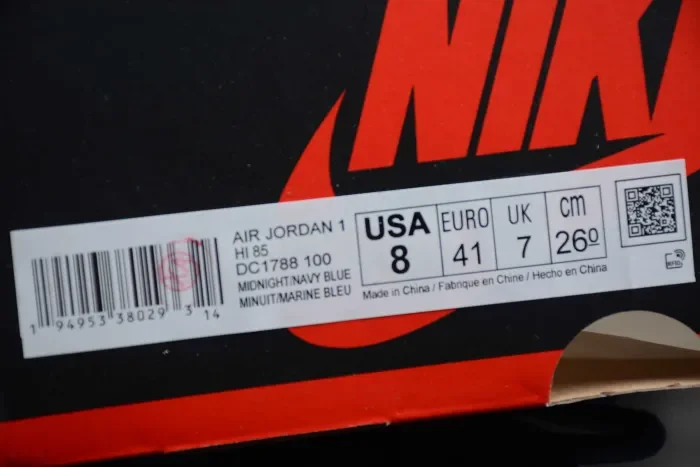 NIK
AIR JORDAN 1
HI 85
DC1788 100
MIDNIGHT/NAVY BLUE
MINUIT/MARINE BLEU
1 94953 38029 3 14
USA EURO UK cm
8 41 7 26º
Made in China / Fabriqué en Chine / Hecho en China